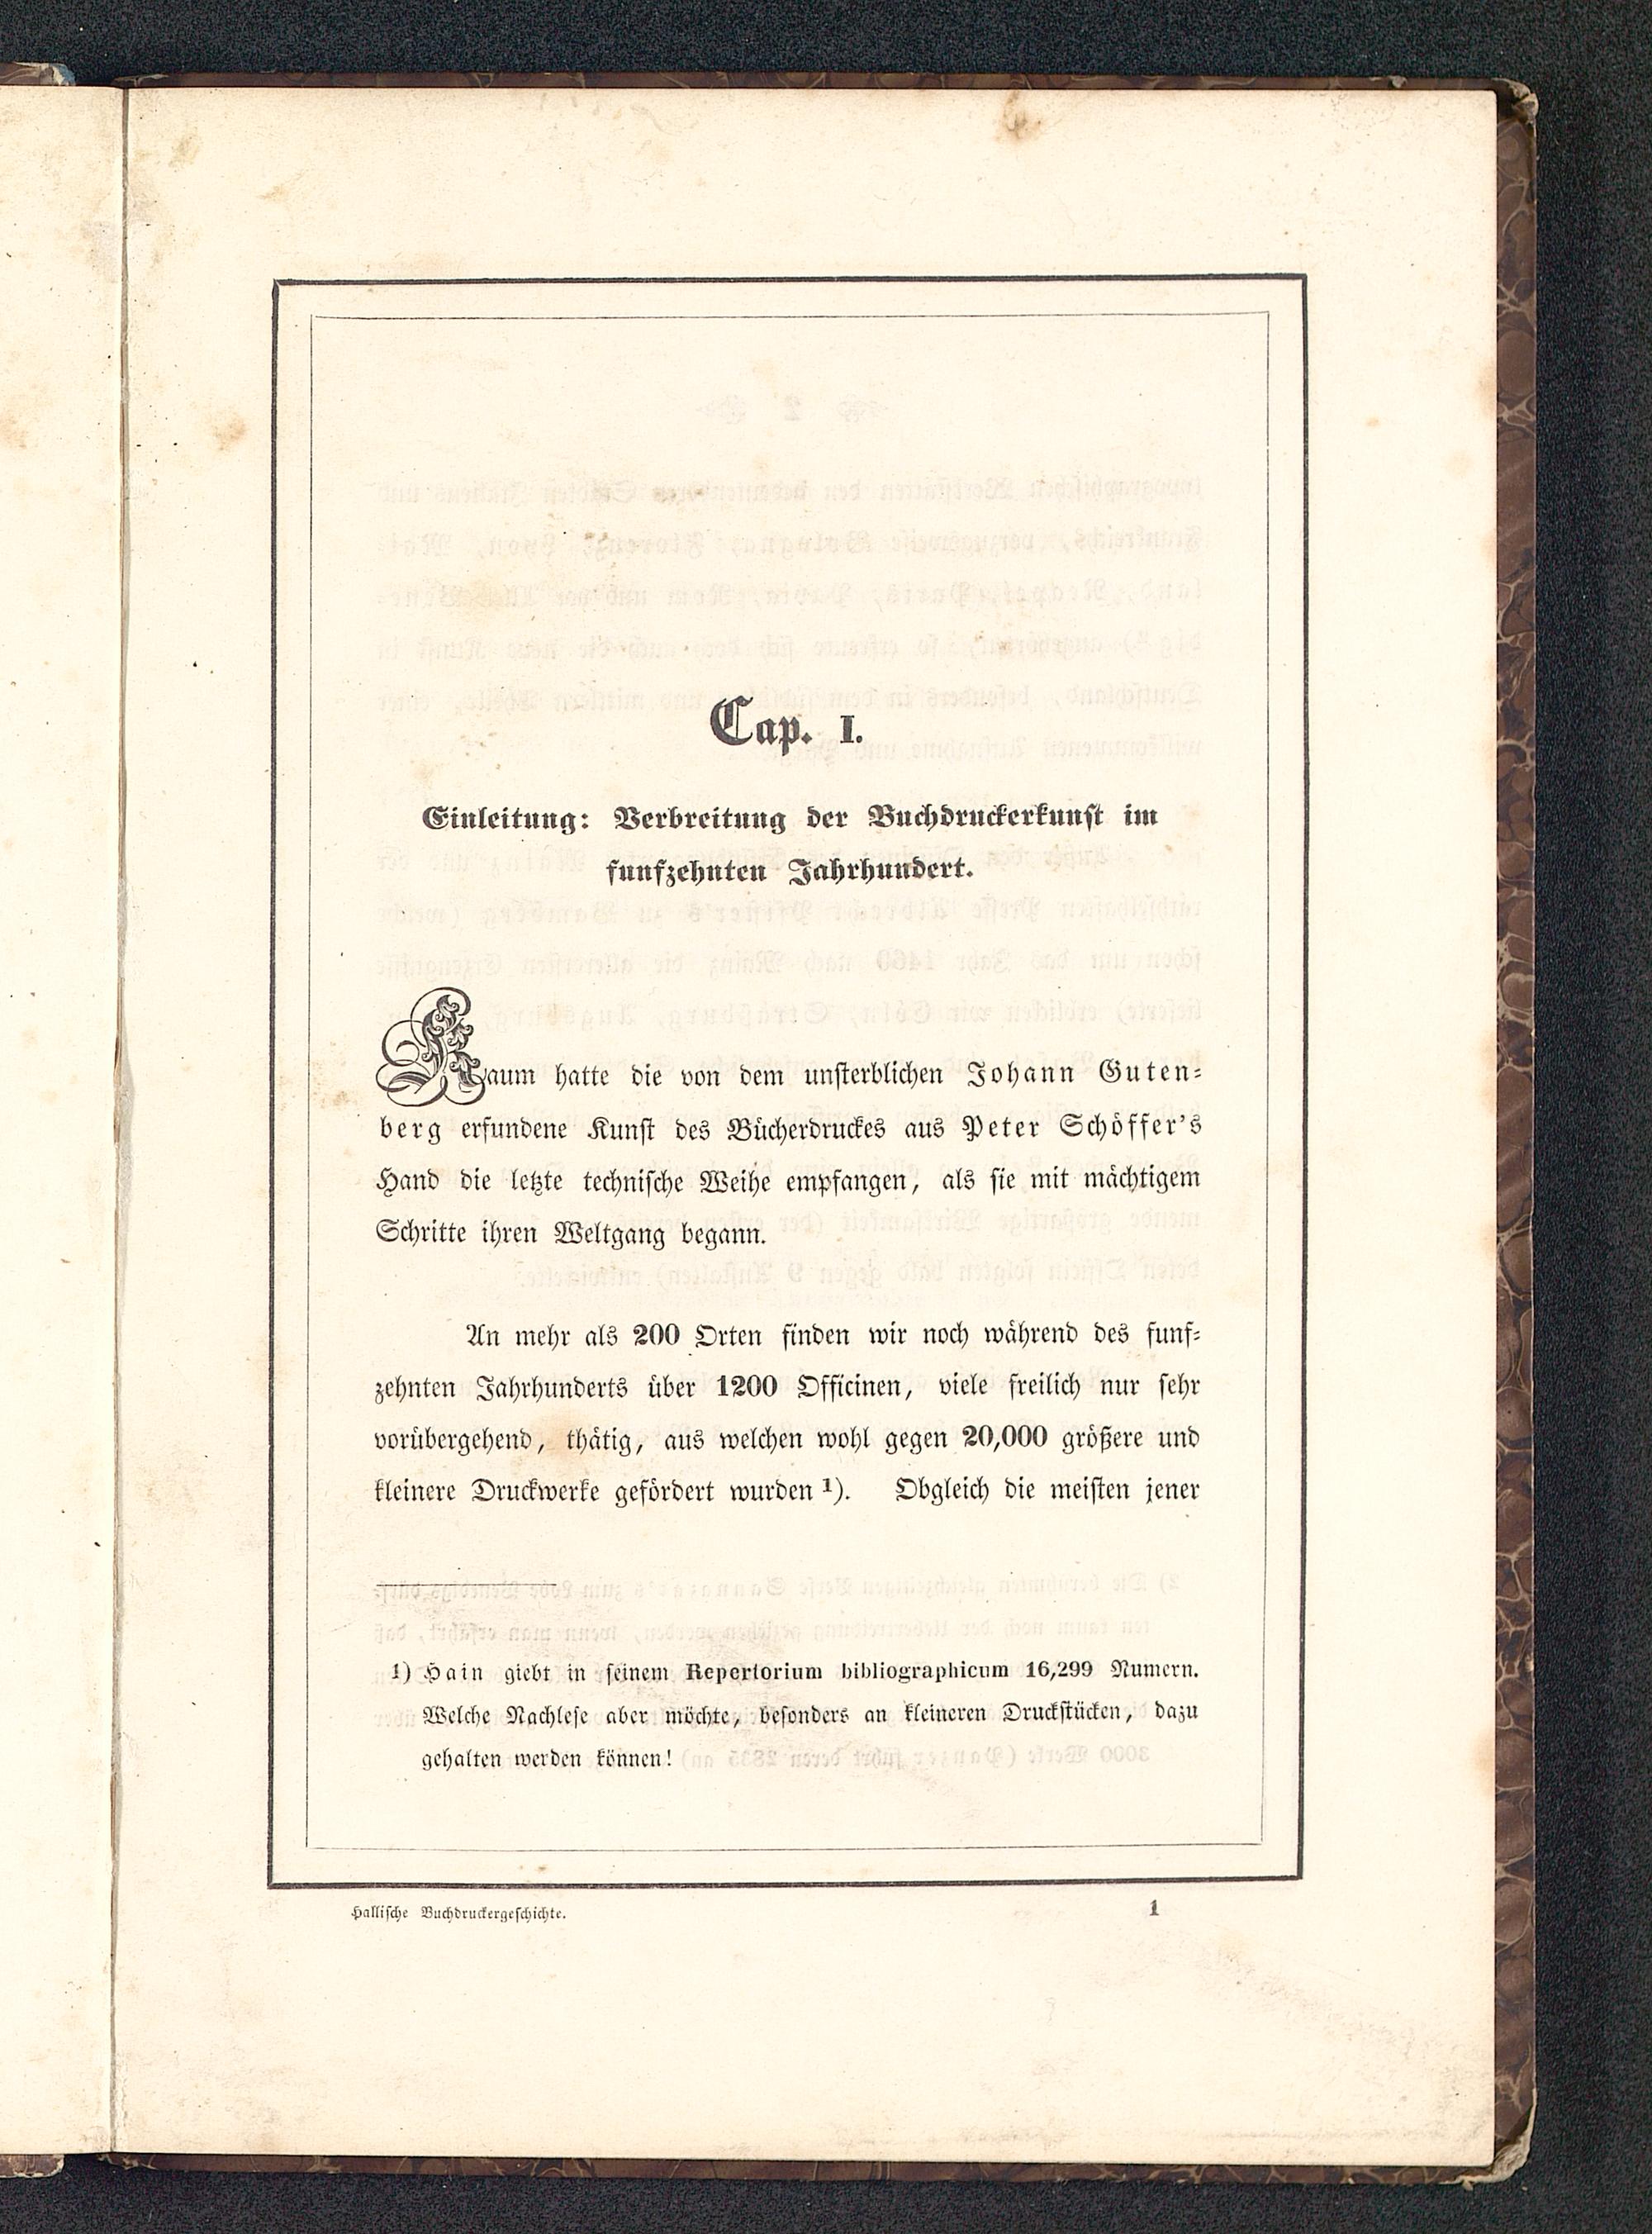 Cap. I.
Einleitung: Verbreitung der Buchdruckerkunst im
funfzehnten Jahrhundert.
Kaum hatte die von dem unsterblichen Johann Guten-
berg erfundene Kunst des Bücherdruckes aus Peter Schöffer's
Hand die letzte technische Weihe empfangen, als sie mit mächtigem
Schritte ihren Weltgang begann.
An mehr als 200 Orten finden wir noch während des funf-
zehnten Jahrhunderts über 1200 Officinen, viele freilich nur sehr
vorübergehend, thätig, aus welchen wohl gegen 20,000 größere und
kleinere Druckwerke gefördert wurden 1). Obgleich die meisten jener
1) Hain giebt in seinem Repertorium bibliographicum 16,299 Numern.
Welche Nachlese aber möchte, besonders an kleineren Druckstücken, dazu
gehalten werden können!
Hallische Buchdruckergeschichte. 1